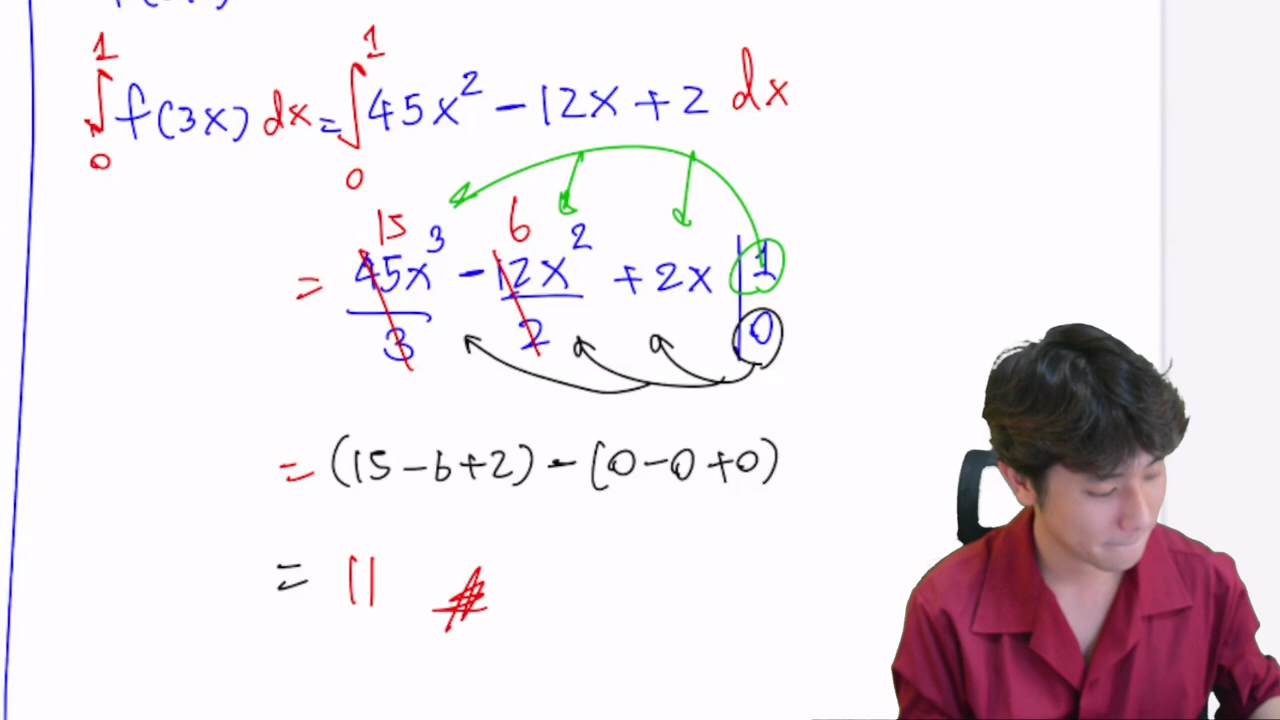 ∫₀¹ f(3x) dx = ∫₀¹ 45x² - 12x + 2 dx
15 6
= 45x³/3 - 12x²/2 + 2x |₀¹
= (15 - 6 + 2) - (0 - 0 + 0)
= 11 #